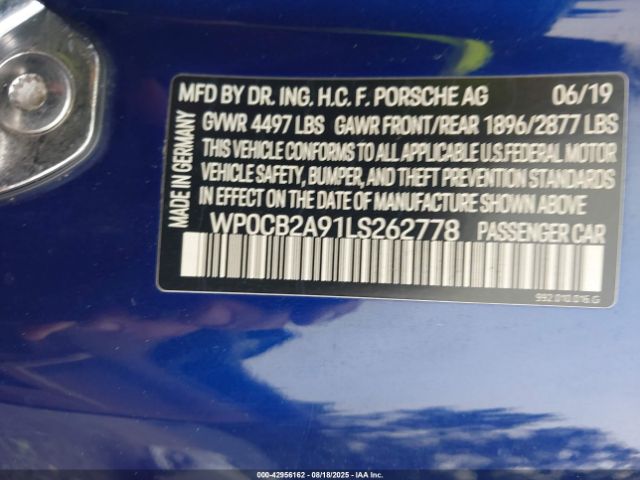 MFD BY DR. ING. H.C. F. PORSCHE AG 06/19
GVWR 4497 LBS GAWR FRONT/REAR 1896/2877 LBS
THIS VEHICLE CONFORMS TO ALL APPLICABLE U.S.FEDERAL MOTOR
VEHICLE SAFETY, BUMPER, AND THEFT PREVENTION STANDARDS
IN EFFECT ON THE DATE OF MANUFACTURE SHOWN ABOVE
WP0CB2A91LS262778 PASSENGER CAR
MADE IN GERMANY
992.010.016.G
000-42956162 | 08/18/2025 | IAA Inc.